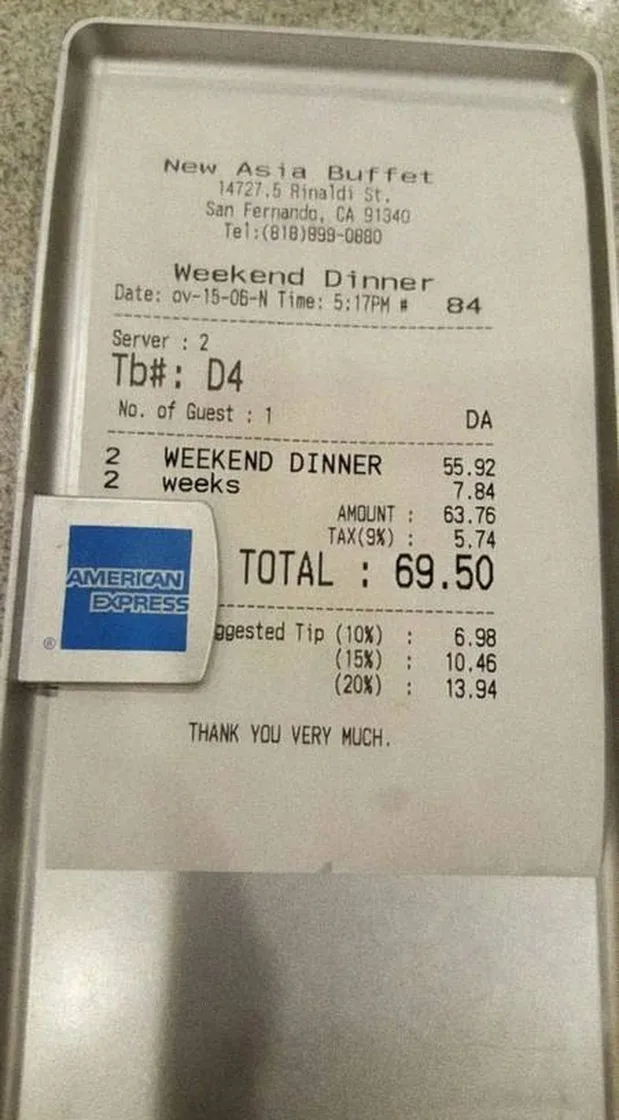 New Asia Buffet
14727.5 Rinaldi St.
San Fernando, CA 91340
Tel:(818)899-0880
Weekend Dinner
Date: ov-15-06-N Time: 5:17PM # 84
Server : 2
Tb#: D4
No. of Guest : 1 DA
2 WEEKEND DINNER 55.92
2 weeks 7.84
AMOUNT : 63.76
TAX(9%) : 5.74
TOTAL : 69.50
AMERICAN
EXPRESS
®
ggested Tip (10%) : 6.98
(15%) : 10.46
(20%) : 13.94
THANK YOU VERY MUCH.